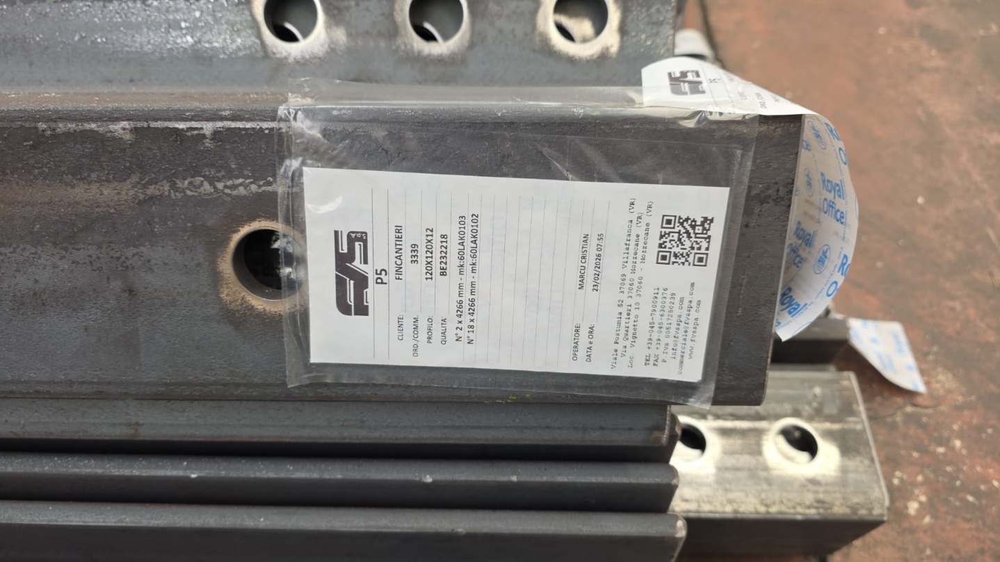 FVS
P5
CLIENTE: FINCANTIERI
ORD./COMM. 3339
PROFILO: 120X120X12
QUALITA' BE232218
N° 2 x 4266 mm - mk:60LAK0103
N° 18 x 4266 mm - mk:60LAK0102
OPERATORE: MARCU CRISTIAN
DATA e ORA: 23/02/2026 07:55
Viale Postumia 52 37069 Villafranca (VR)
Via Quartieri 37060 Mozzecane (VR)
Loc. Vignetto 10 37060 - Mozzecane (VR)
TEL +39-045-7900911
FAX +39-045-6300376
P.Iva 00517250239
info@fvsspa.com
commerciale@fvsspa.com
www.fvsspa.com
FVS
P5
Royal
Office
Royal
Office
Royal